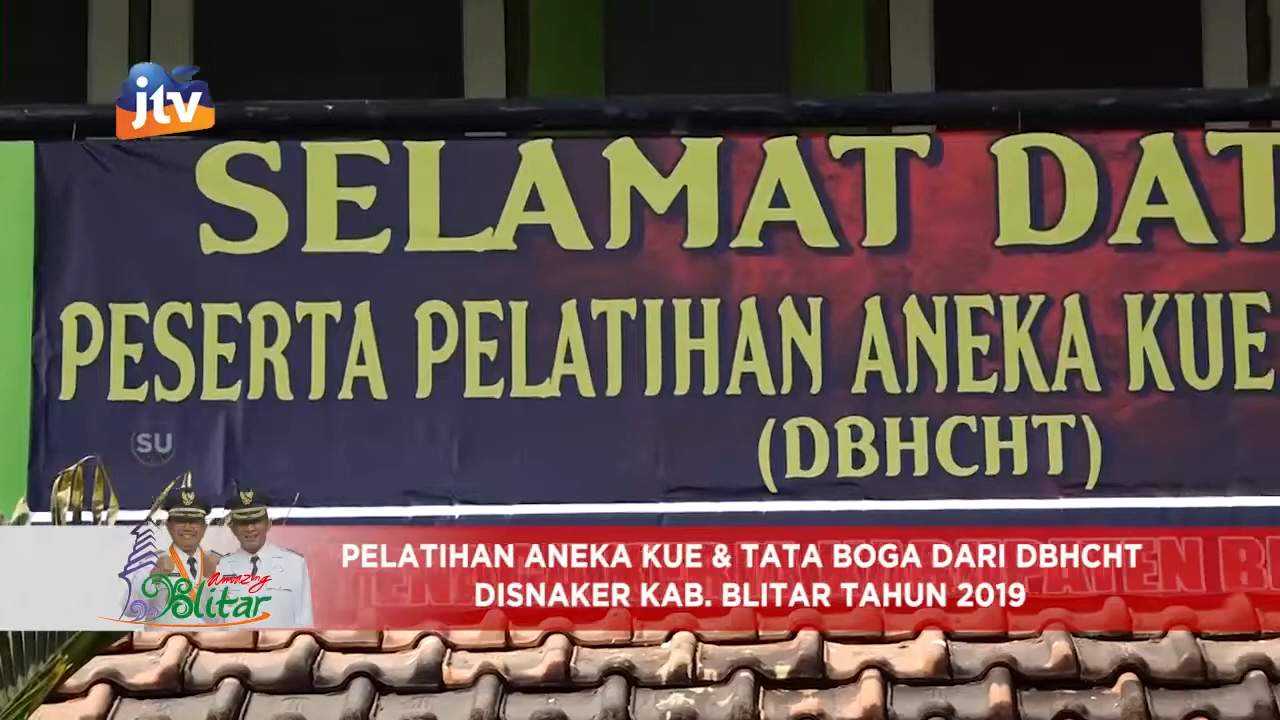 jtv
SELAMAT DAT
PESERTA PELATIHAN ANEKA KUE
(DBHCHT)
SU
PELATIHAN ANEKA KUE & TATA BOGA DARI DBHCHT
DISNAKER KAB. BLITAR TAHUN 2019
amazing
Blitar